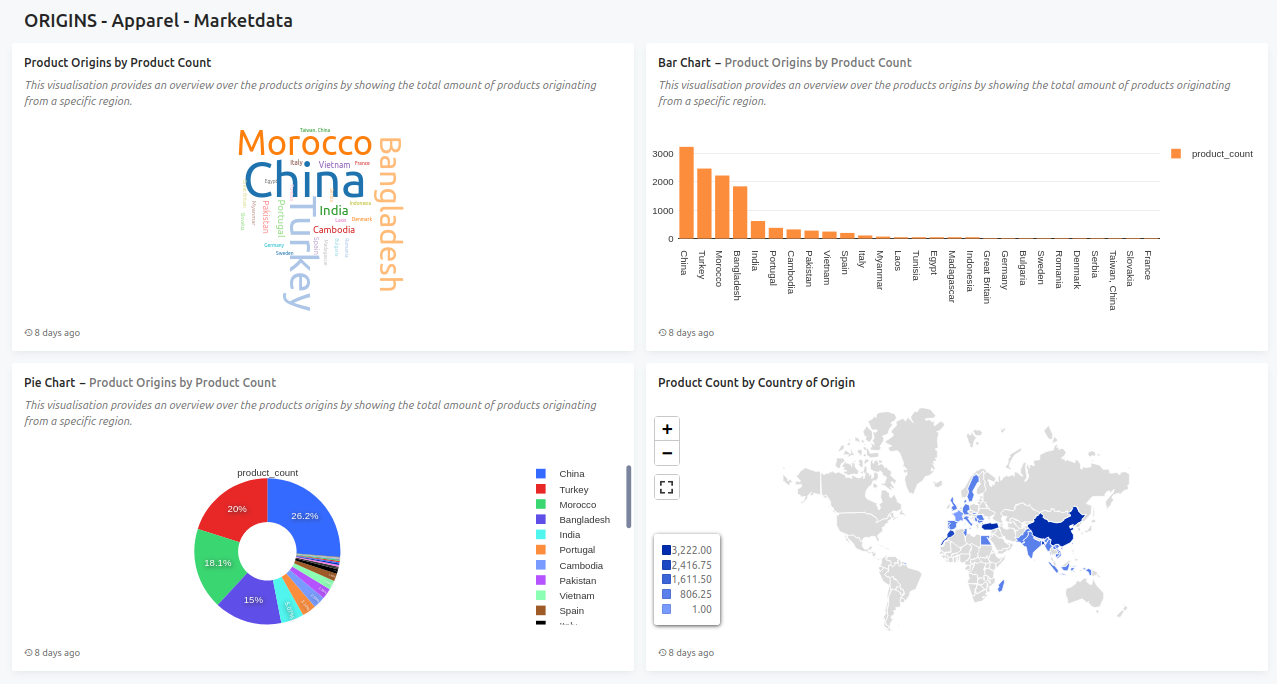 ORIGINS - Apparel - Marketdata
Product Origins by Product Count
This visualisation provides an overview over the products origins by showing the total amount of products originating
from a specific region.
Taiwan, China
Morocco
Bangladesh
Italy
Vietnam
France
China
Egypt
Turkey
India
Indonesia
Myanmar
Pakistan
Portugal
Slovakia
Laos
Denmark
Cambodia
Spain
Madagascar
Bulgaria
Romania
Germany
Sweden
8 days ago
Bar Chart – Product Origins by Product Count
This visualisation provides an overview over the products origins by showing the total amount of products originating
from a specific region.
3000
2000
1000
0
product_count
China
Turkey
Morocco
Bangladesh
India
Portugal
Cambodia
Pakistan
Vietnam
Spain
Italy
Myanmar
Laos
Tunisia
Egypt
Madagascar
Indonesia
Great Britain
Germany
Bulgaria
Sweden
Romania
Denmark
Serbia
Taiwan, China
Slovakia
France
8 days ago
Pie Chart – Product Origins by Product Count
This visualisation provides an overview over the products origins by showing the total amount of products originating
from a specific region.
product_count
26.2%
20%
18.1%
15%
China
Turkey
Morocco
Bangladesh
India
Portugal
Cambodia
Pakistan
Vietnam
Spain
8 days ago
Product Count by Country of Origin
+
−
3,222.00
2,416.75
1,611.50
806.25
1.00
8 days ago